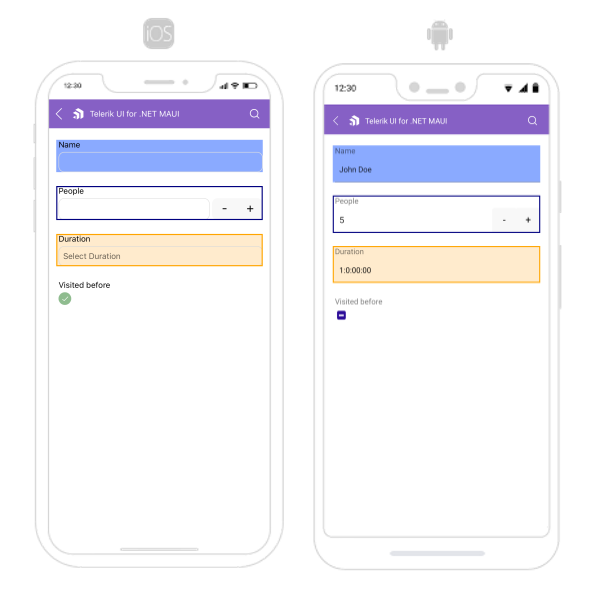 iOS
12:30
Telerik UI for .NET MAUI
Name
People
- +
Duration
Select Duration
Visited before
12:30
Telerik UI for .NET MAUI
Name
John Doe
People
5 - +
Duration
1:0:00:00
Visited before